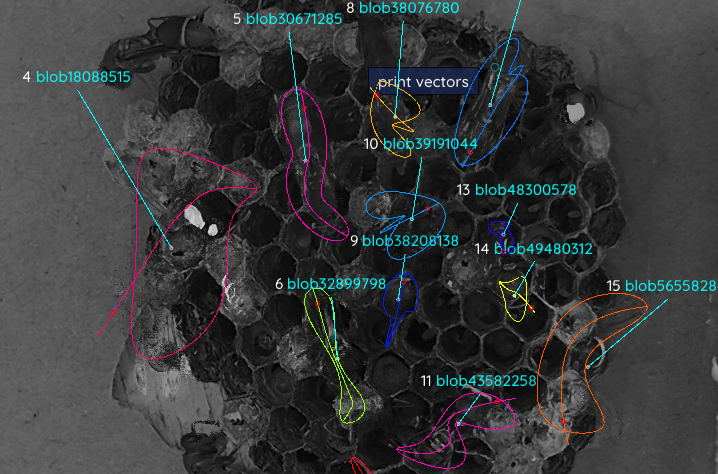 8 blob38076780
5 blob30671285
4 blob18088515
print vectors
10 blob39191044
13 blob48300578
9 blob38208138
14 blob49480312
6 blob32899798
15 blob5655828
11 blob43582258